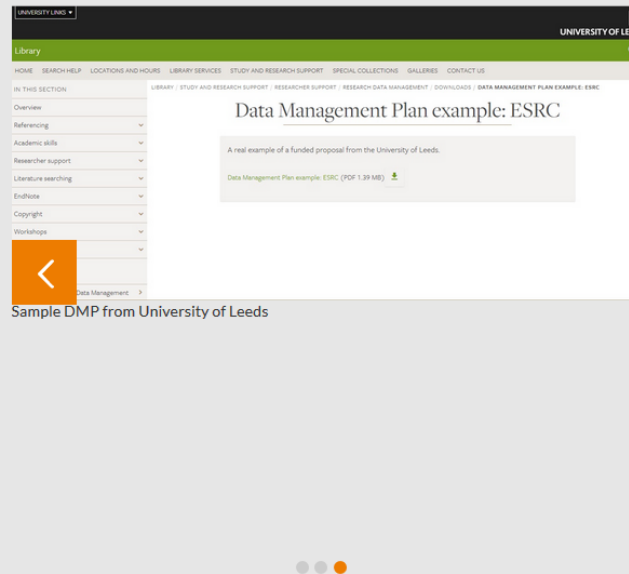 UNIVERSITY LINKS
UNIVERSITY OF LE
Library
HOME SEARCH HELP LOCATIONS AND HOURS LIBRARY SERVICES STUDY AND RESEARCH SUPPORT SPECIAL COLLECTIONS GALLERIES CONTACT US
IN THIS SECTION
LIBRARY / STUDY AND RESEARCH SUPPORT / RESEARCHER SUPPORT / RESEARCH DATA MANAGEMENT / DOWNLOADS / DATA MANAGEMENT PLAN EXAMPLE: ESRC
Overview
Referencing
Academic skills
Researcher support
Literature searching
EndNote
Copyright
Workshops
Data Management
Data Management Plan example: ESRC
A real example of a funded proposal from the University of Leeds.
Data Management Plan example: ESRC (PDF 1.39 MB)
Sample DMP from University of Leeds